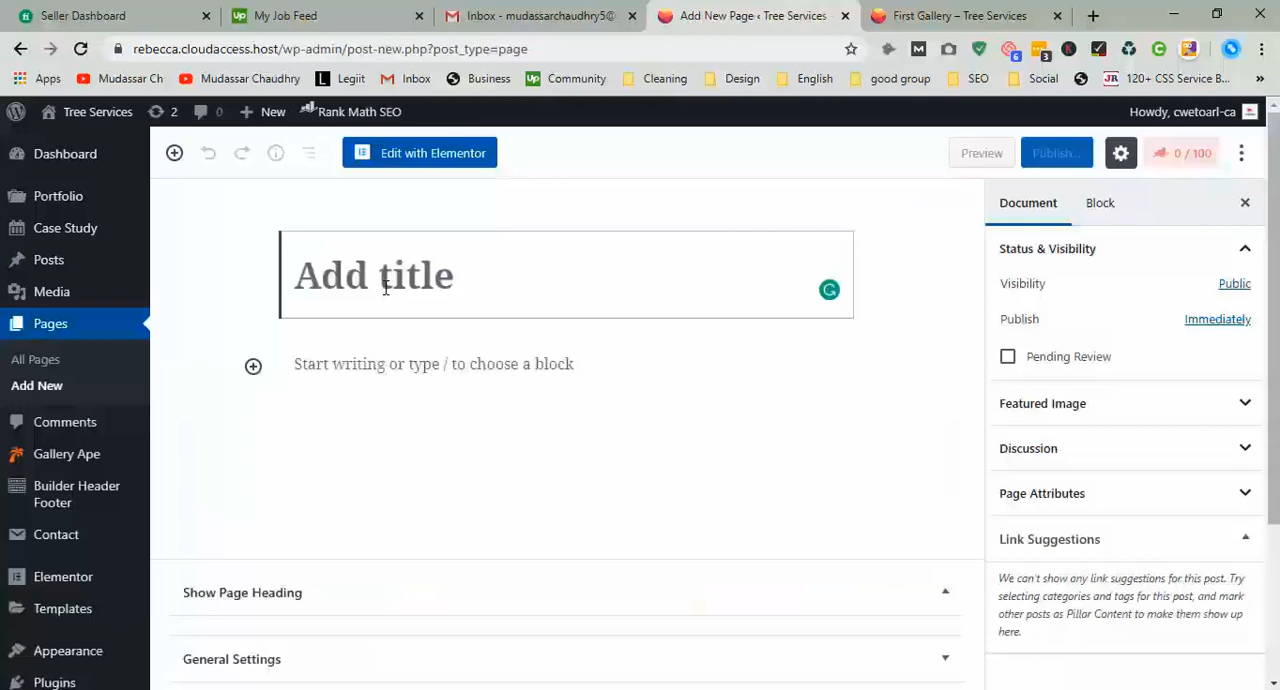 Seller Dashboard
My Job Feed
Inbox - mudassarchaudhry5@
Add New Page ‹ Tree Services
First Gallery – Tree Services
rebecca.cloudaccess.host/wp-admin/post-new.php?post_type=page
6
3
Apps
Mudassar Ch
Mudassar Chaudhry
Legiit
Inbox
Business
Community
Cleaning
Design
English
good group
SEO
Social
120+ CSS Service B...
Tree Services
2
0
New
Rank Math SEO
Howdy, cwetoarl-ca
Dashboard
Portfolio
Case Study
Posts
Media
Pages
All Pages
Add New
Comments
Gallery Ape
Builder Header
Footer
Contact
Elementor
Templates
Appearance
Plugins
Edit with Elementor
Preview
Publish...
0 / 100
Add title
Start writing or type / to choose a block
Show Page Heading
General Settings
Document
Block
Status & Visibility
Visibility
Public
Publish
Immediately
Pending Review
Featured Image
Discussion
Page Attributes
Link Suggestions
We can't show any link suggestions for this post. Try
selecting categories and tags for this post, and mark
other posts as Pillar Content to make them show up
here.